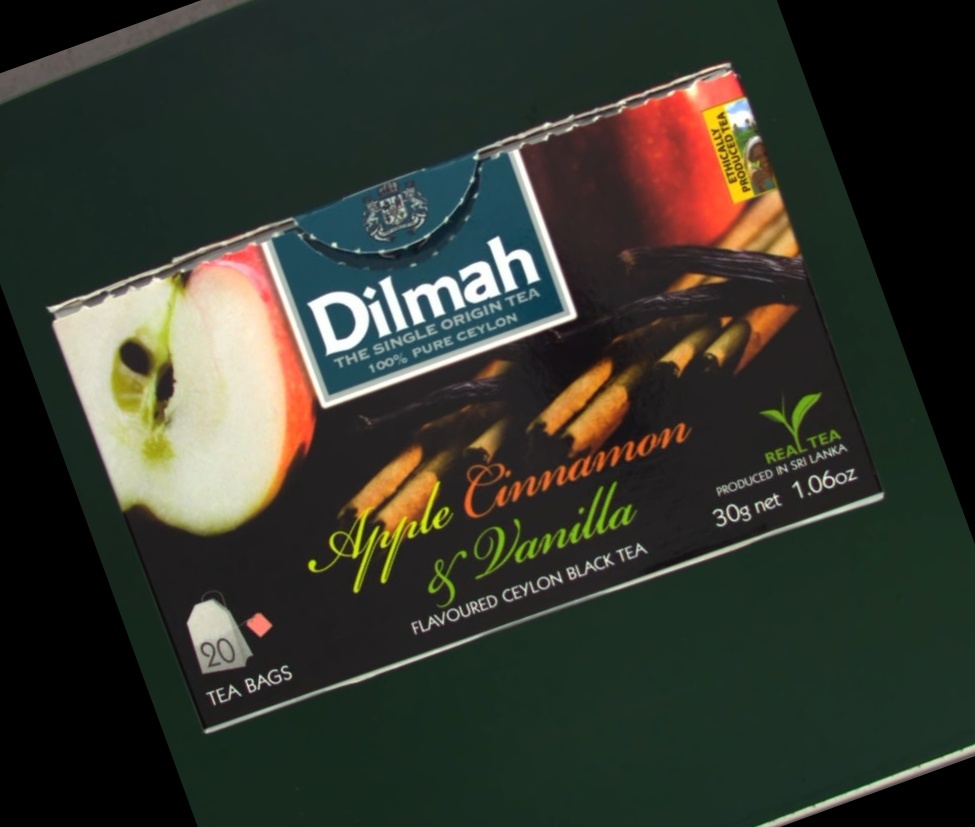 ETHICALLY
PRODUCED TEA
Dilmah
THE SINGLE ORIGIN TEA
100% PURE CEYLON
Apple Cinnamon
& Vanilla
FLAVOURED CEYLON BLACK TEA
REAL TEA
PRODUCED IN SRI LANKA
30g net 1.06oz
20
TEA BAGS